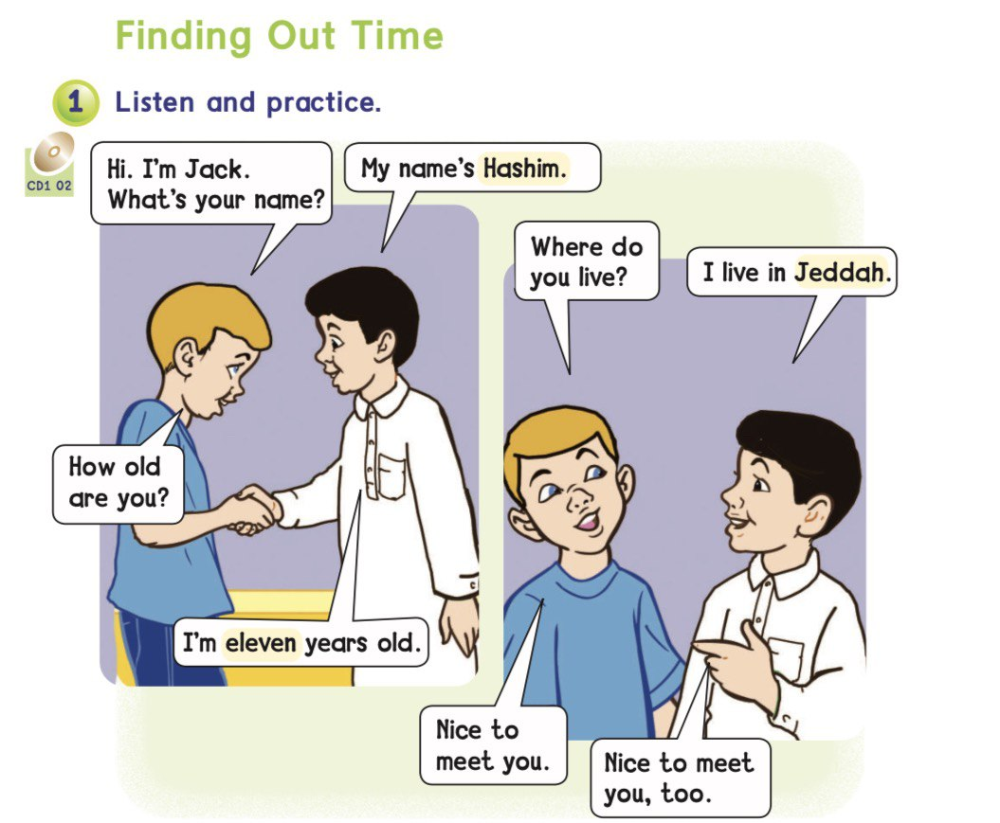 Finding Out Time
1 Listen and practice.
CD1 02
Hi. I'm Jack.
What's your name?
My name's Hashim.
How old
are you?
I'm eleven years old.
Where do
you live?
I live in Jeddah.
Nice to
meet you.
Nice to meet
you, too.